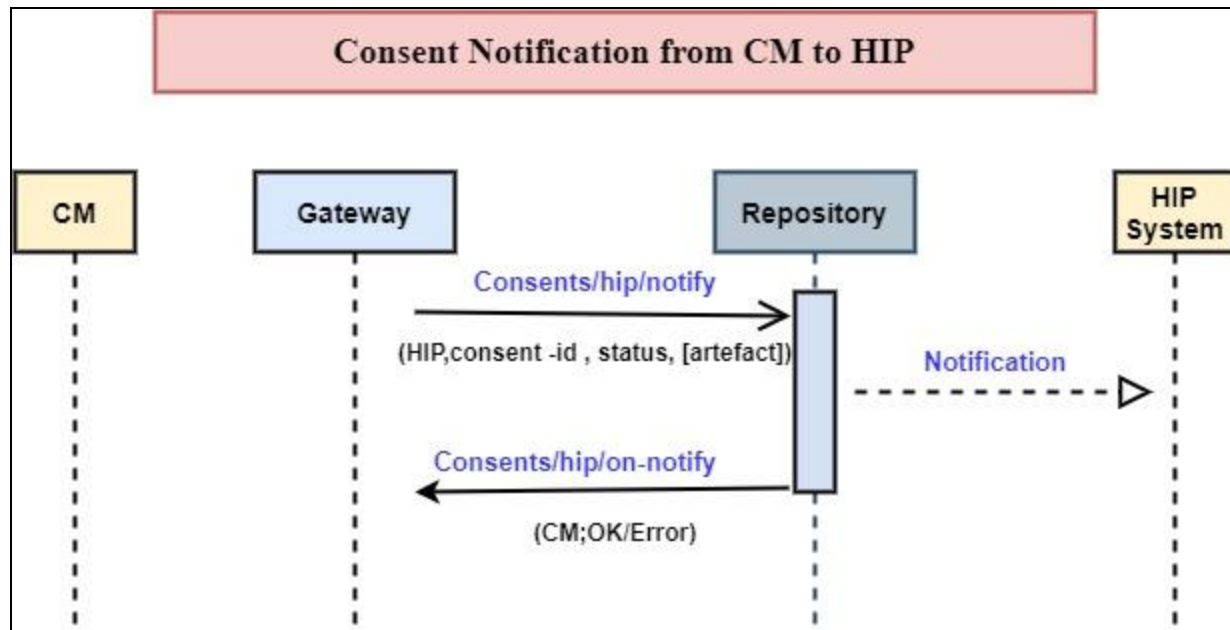 Consent Notification from CM to HIP
CM
Gateway
Repository
HIP
System
Consents/hip/notify
(HIP,consent -id , status, [artefact])
Notification
Consents/hip/on-notify
(CM;OK/Error)